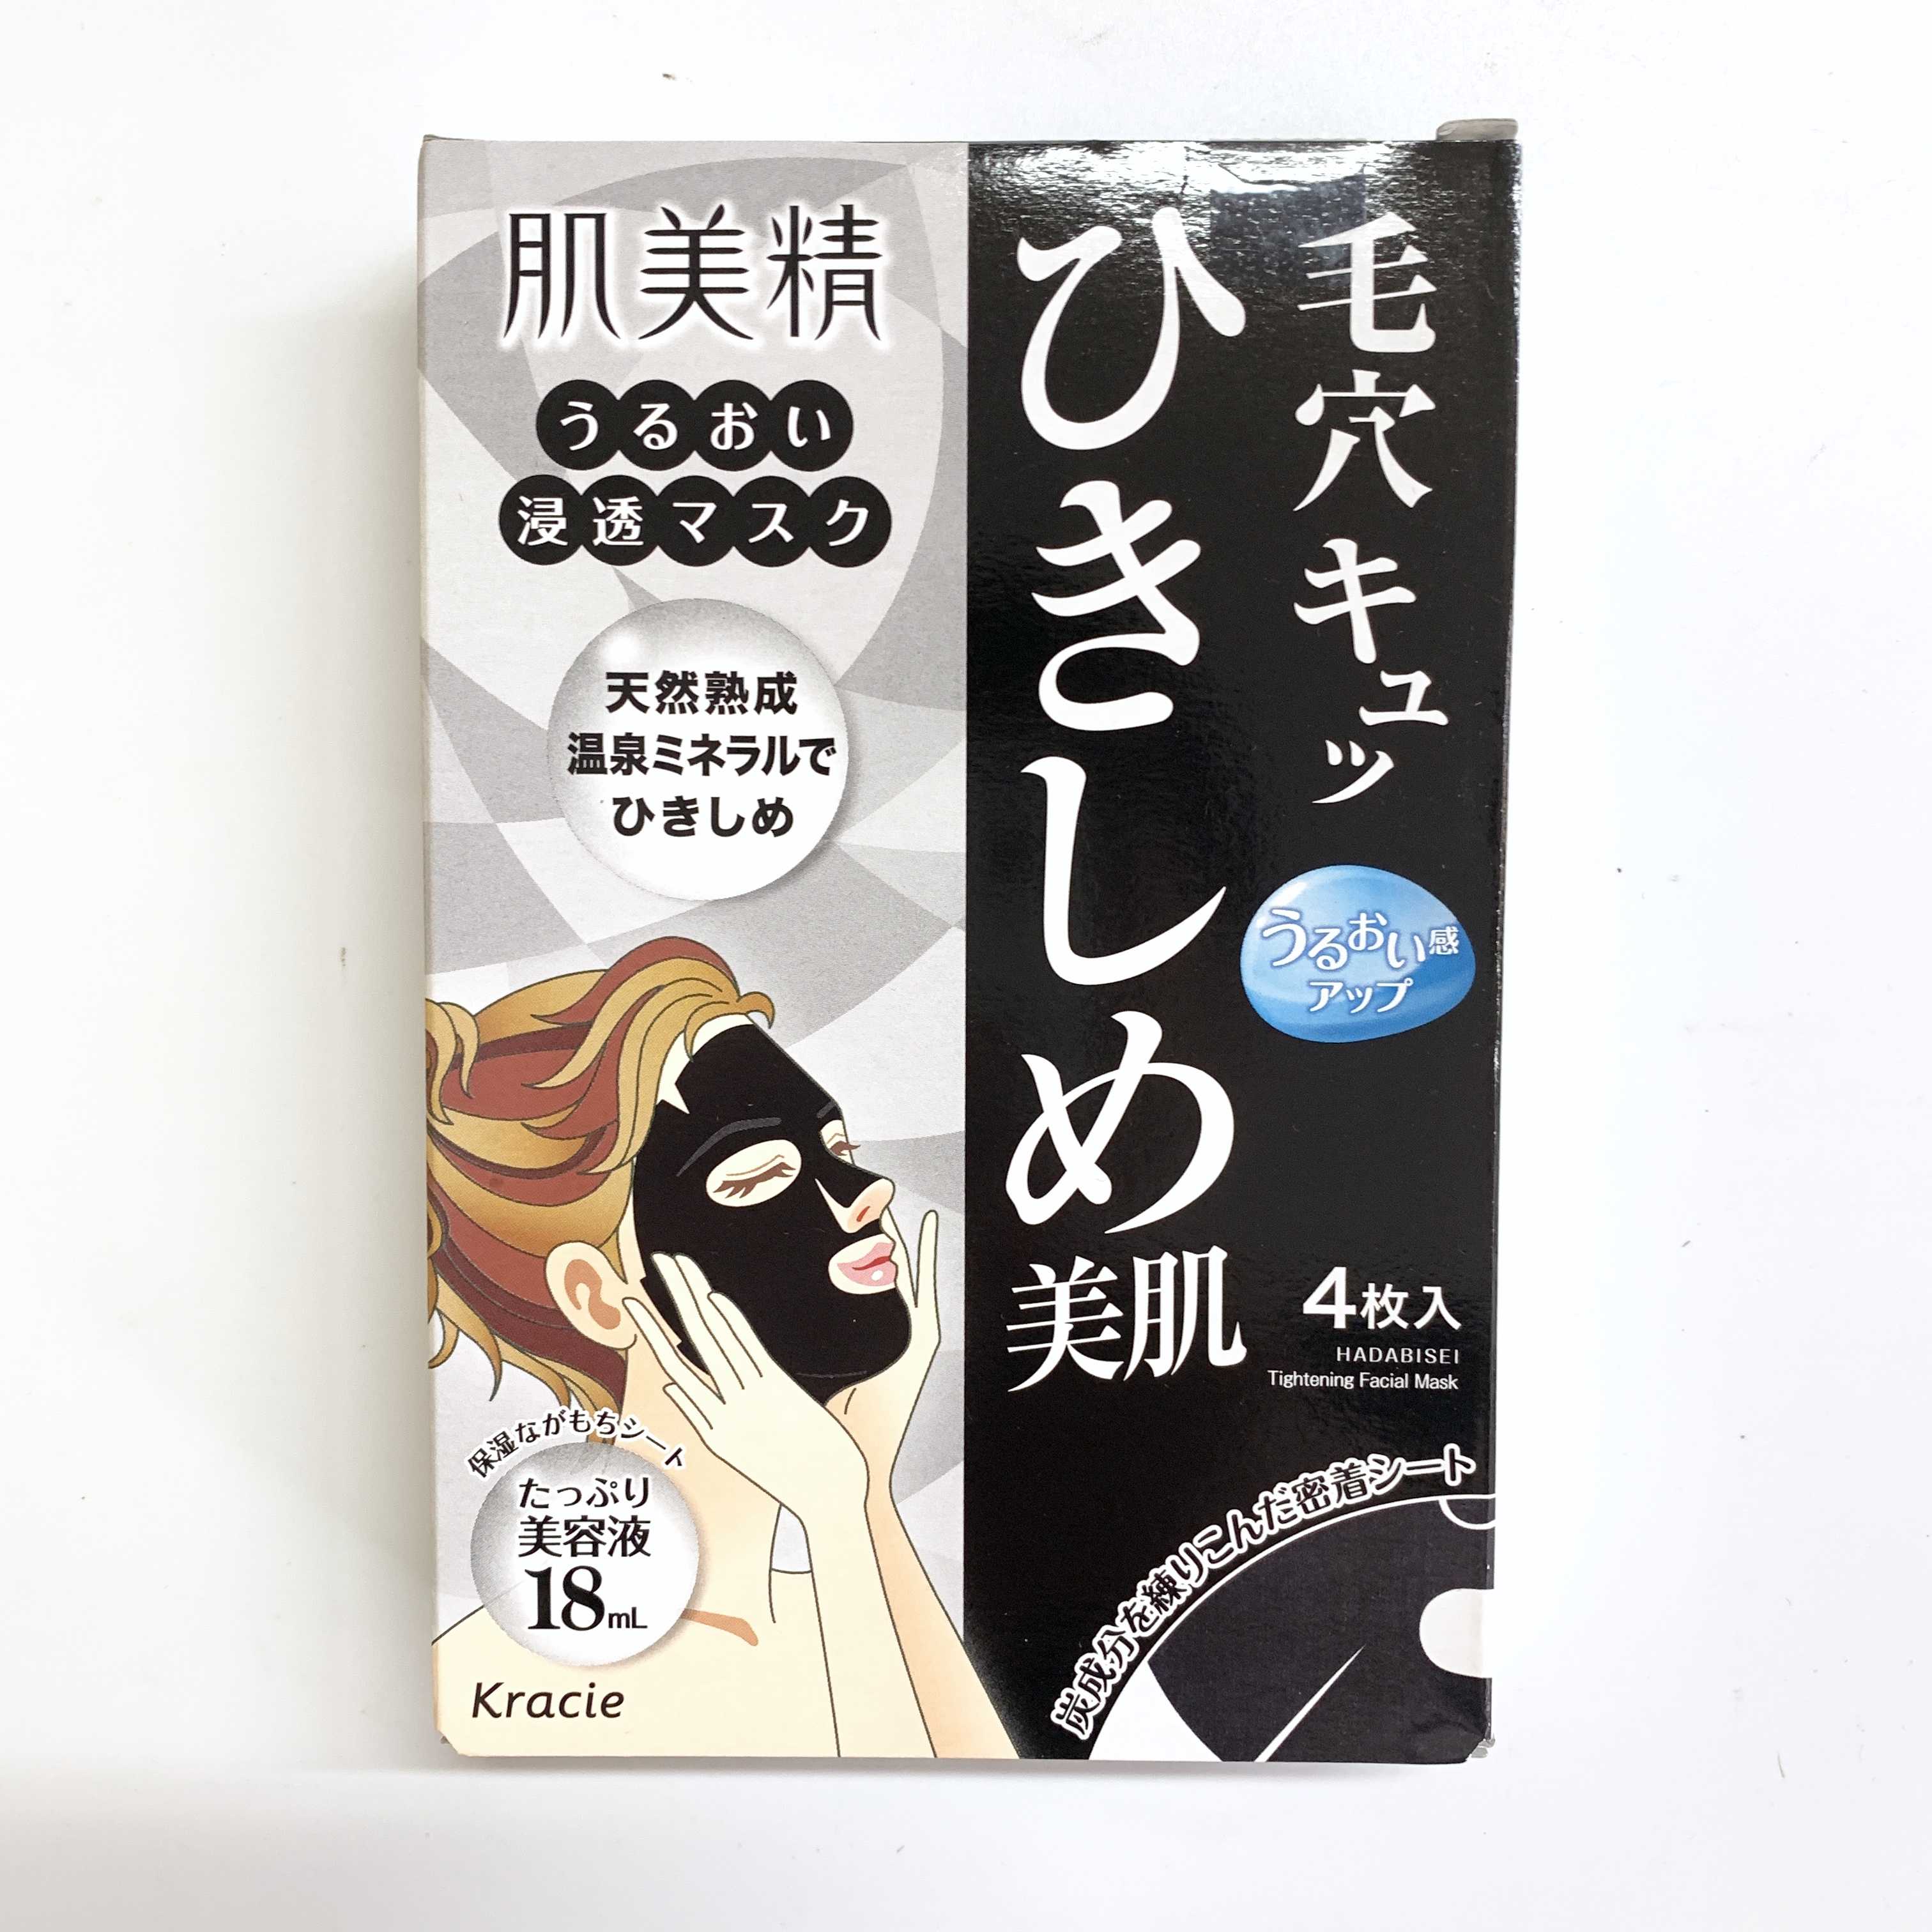 肌美精
うるおい
浸透マスク
天然熟成
温泉ミネラルで
ひきしめ
毛穴キュッ
ひきしめ美肌
うるおい感
アップ
4枚入
HADABISEI
Tightening Facial Mask
炭成分を練りこんだ密着シート
保湿ながもちシート
たっぷり
美容液
18mL
Kracie